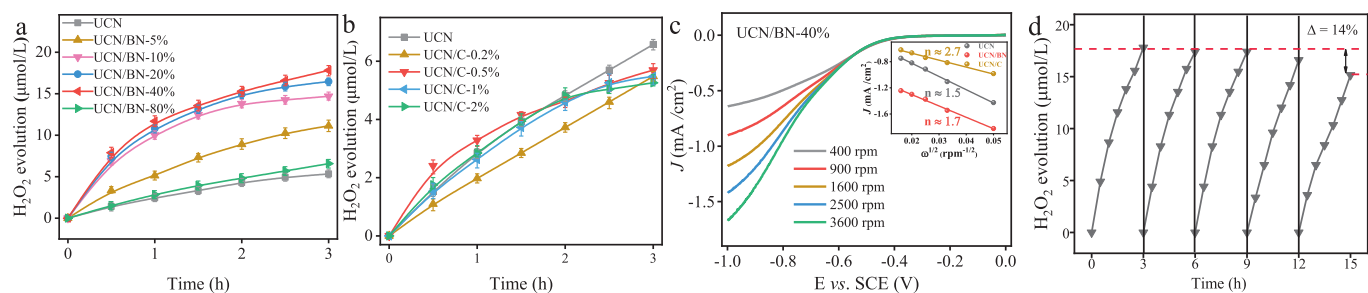 a
H₂O₂ evolution (μmol/L)
20
15
10
5
0
UCN
UCN/BN-5%
UCN/BN-10%
UCN/BN-20%
UCN/BN-40%
UCN/BN-80%
0
1
2
3
Time (h)
b
H₂O₂ evolution (μmol/L)
6
4
2
0
UCN
UCN/C-0.2%
UCN/C-0.5%
UCN/C-1%
UCN/C-2%
0
1
2
3
Time (h)
c
J (mA /cm²)
0.0
-0.5
-1.0
-1.5
UCN/BN-40%
400 rpm
900 rpm
1600 rpm
2500 rpm
3600 rpm
n ≈ 2.7
UCN
UCN/BN
UCN/C
n ≈ 1.5
n ≈ 1.7
J (mA /cm²)
-0.8
-1.2
-1.6
0.02
0.03
0.04
0.05
ω¹ᐟ² (rpm⁻¹ᐟ²)
-1.0
-0.8
-0.6
-0.4
-0.2
0.0
E vs. SCE (V)
d
H₂O₂ evolution (μmol/L)
20
15
10
5
0
Δ = 14%
0
3
6
9
12
15
Time (h)